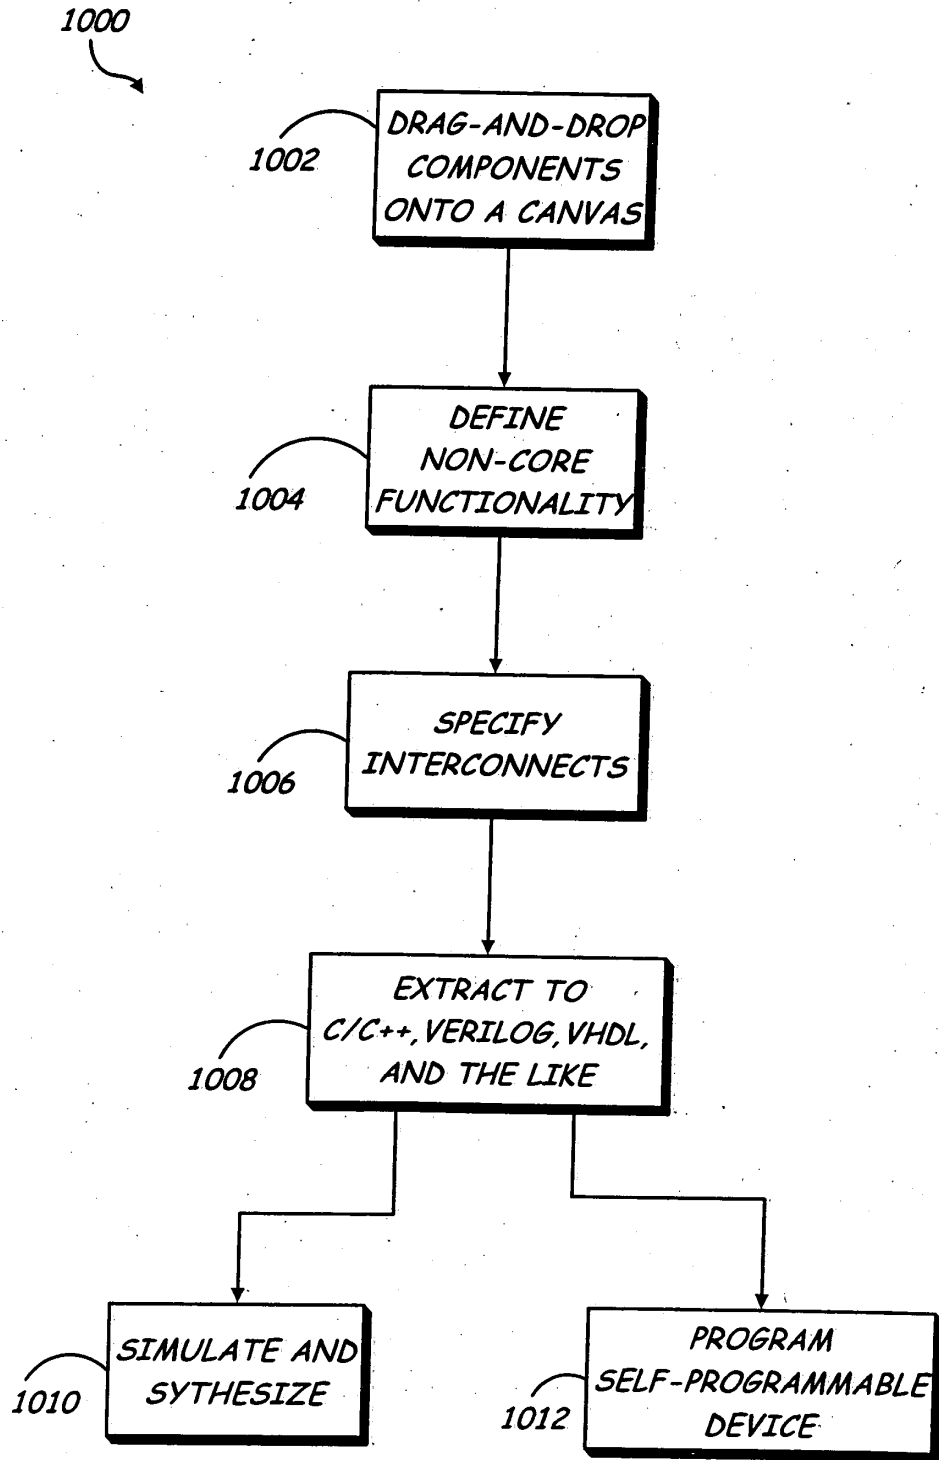 1000
1002
DRAG-AND-DROP
COMPONENTS
ONTO A CANVAS
1004
DEFINE
NON-CORE
FUNCTIONALITY
1006
SPECIFY
INTERCONNECTS
1008
EXTRACT TO
C/C++, VERILOG, VHDL,
AND THE LIKE
1010
SIMULATE AND
SYTHESIZE
1012
PROGRAM
SELF-PROGRAMMABLE
DEVICE